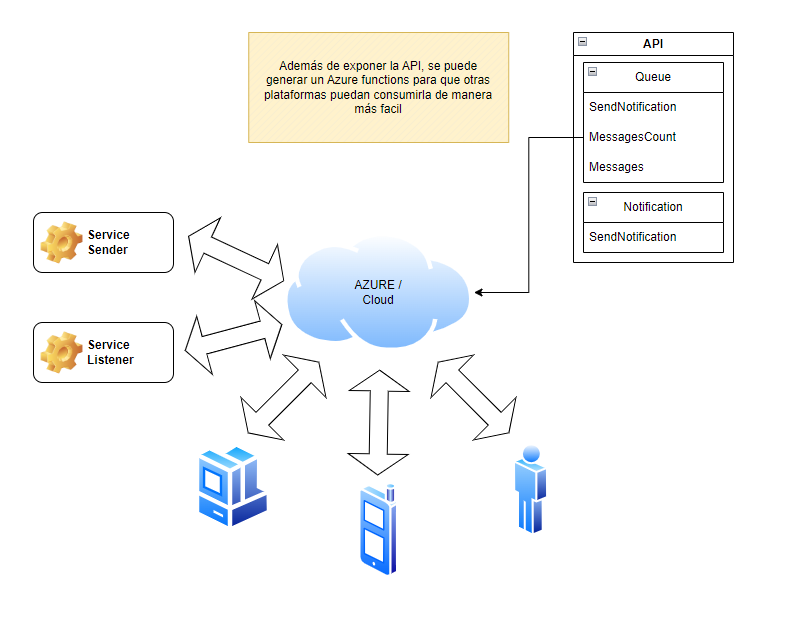 Además de exponer la API, se puede
generar un Azure functions para que otras
plataformas puedan consumirla de manera
más facil
API
Queue
SendNotification
MessagesCount
Messages
Notification
SendNotification
Service
Sender
AZURE /
Cloud
Service
Listener